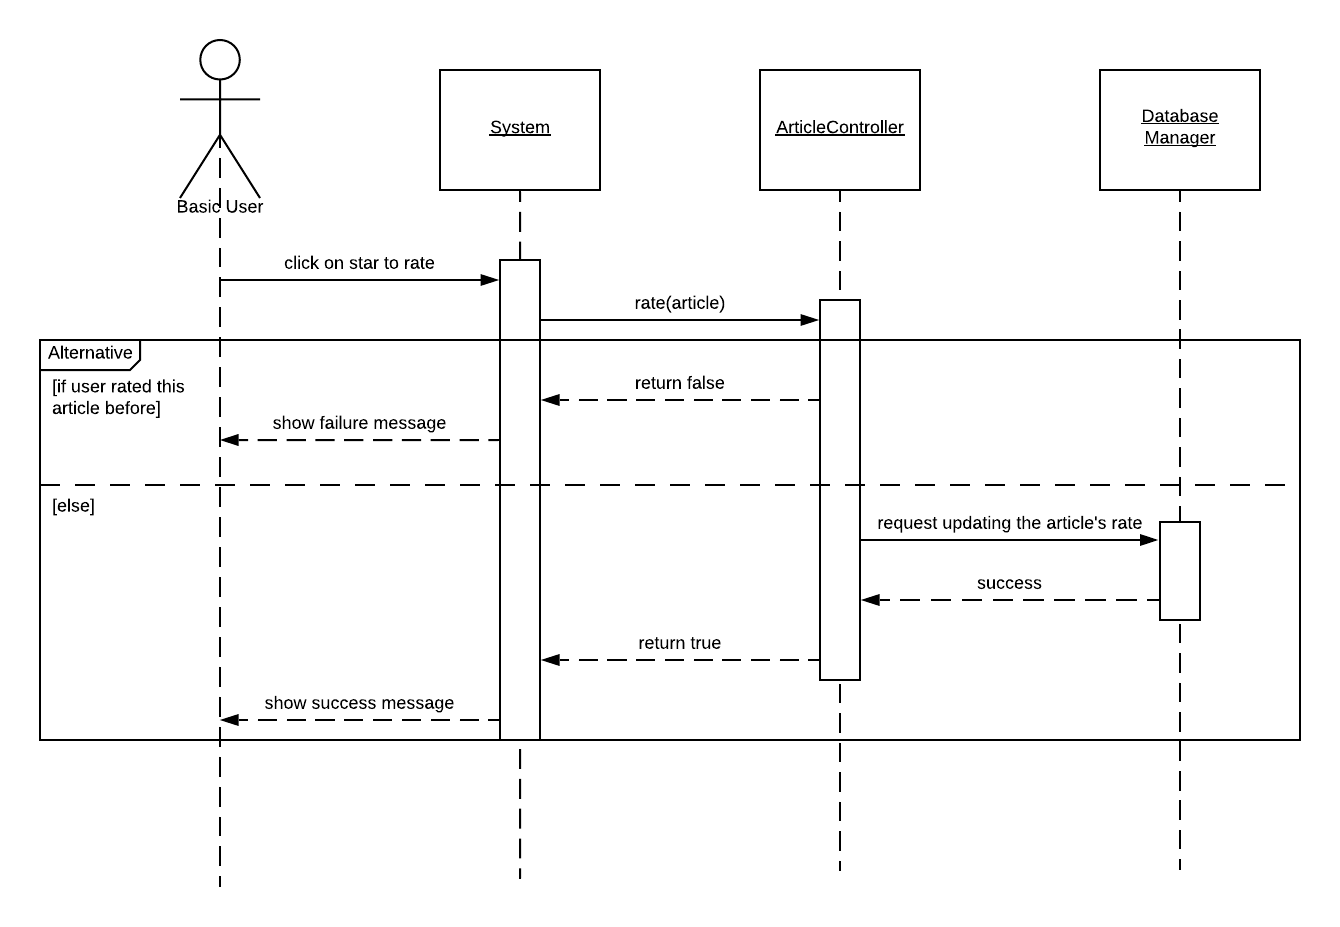 System
ArticleController
Database
Manager
Basic User
click on star to rate
rate(article)
Alternative
[if user rated this
article before]
return false
show failure message
[else]
request updating the article's rate
success
return true
show success message